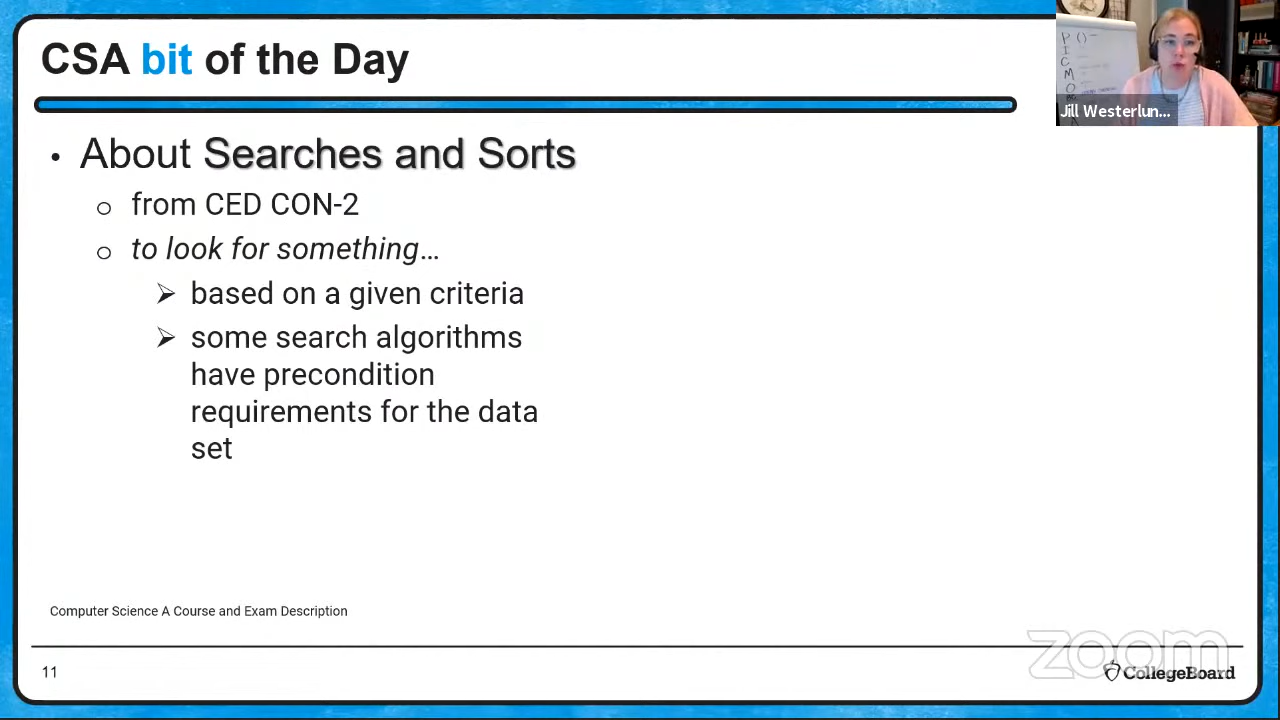 CSA bit of the Day
Jill Westerlun...
P () –
I
C
M
O
• About Searches and Sorts
o from CED CON-2
o to look for something…
➢ based on a given criteria
➢ some search algorithms
have precondition
requirements for the data
set
Computer Science A Course and Exam Description
11
zoom
CollegeBoard